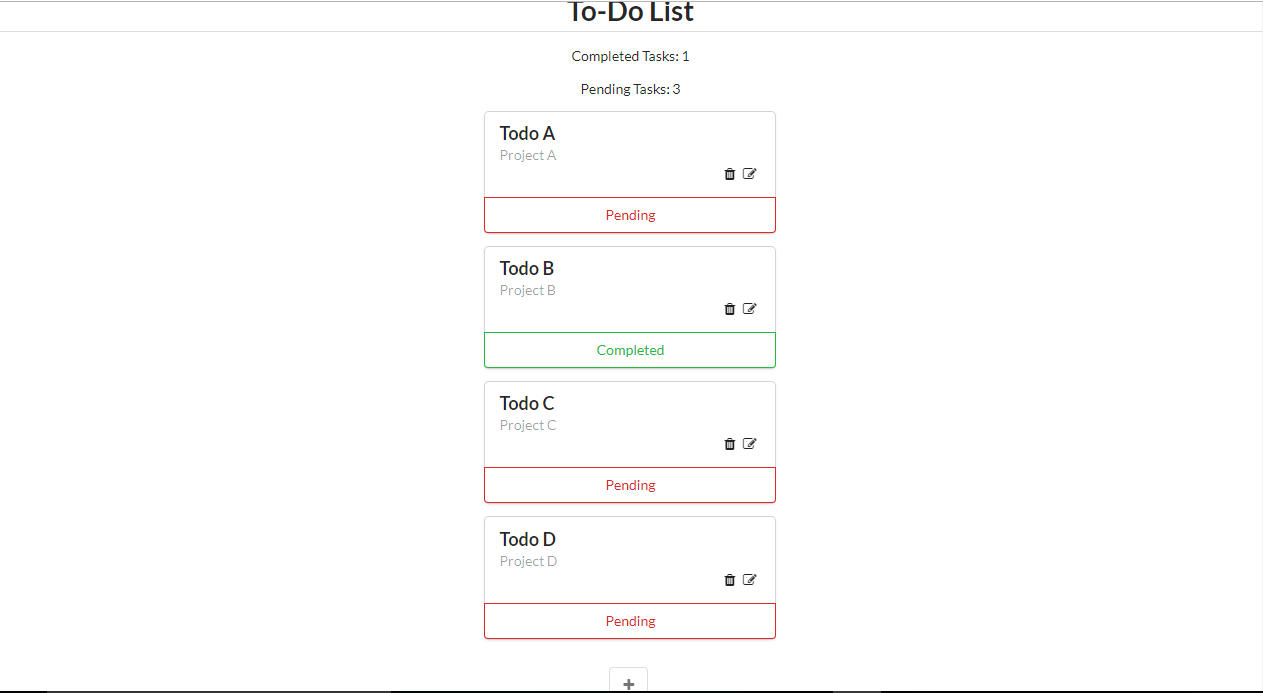 To-Do List
Completed Tasks: 1
Pending Tasks: 3
Todo A
Project A
Pending
Todo B
Project B
Completed
Todo C
Project C
Pending
Todo D
Project D
Pending
+